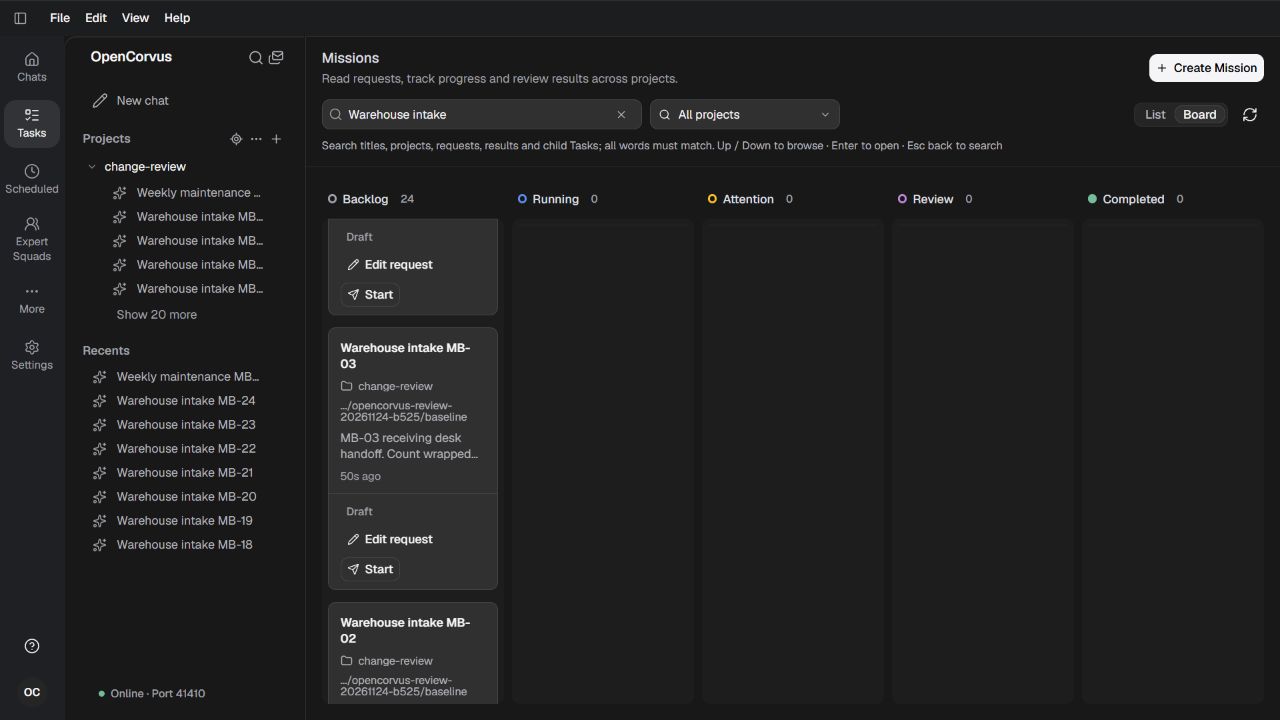 File Edit View Help
Chats
Tasks
Scheduled
Expert
Squads
More
Settings
OC
OpenCorvus
New chat
Projects
change-review
Weekly maintenance ...
Warehouse intake MB...
Warehouse intake MB...
Warehouse intake MB...
Warehouse intake MB...
Show 20 more
Recents
Weekly maintenance MB...
Warehouse intake MB-24
Warehouse intake MB-23
Warehouse intake MB-22
Warehouse intake MB-21
Warehouse intake MB-20
Warehouse intake MB-19
Warehouse intake MB-18
Online · Port 41410
Missions
Read requests, track progress and review results across projects.
Create Mission
Warehouse intake
All projects
List Board
Search titles, projects, requests, results and child Tasks; all words must match. Up / Down to browse · Enter to open · Esc back to search
Backlog 24
Running 0
Attention 0
Review 0
Completed 0
Draft
Edit request
Start
Warehouse intake MB-
03
change-review
.../opencorvus-review-
20261124-b525/baseline
MB-03 receiving desk
handoff. Count wrapped...
50s ago
Draft
Edit request
Start
Warehouse intake MB-
02
change-review
.../opencorvus-review-
20261124-b525/baseline